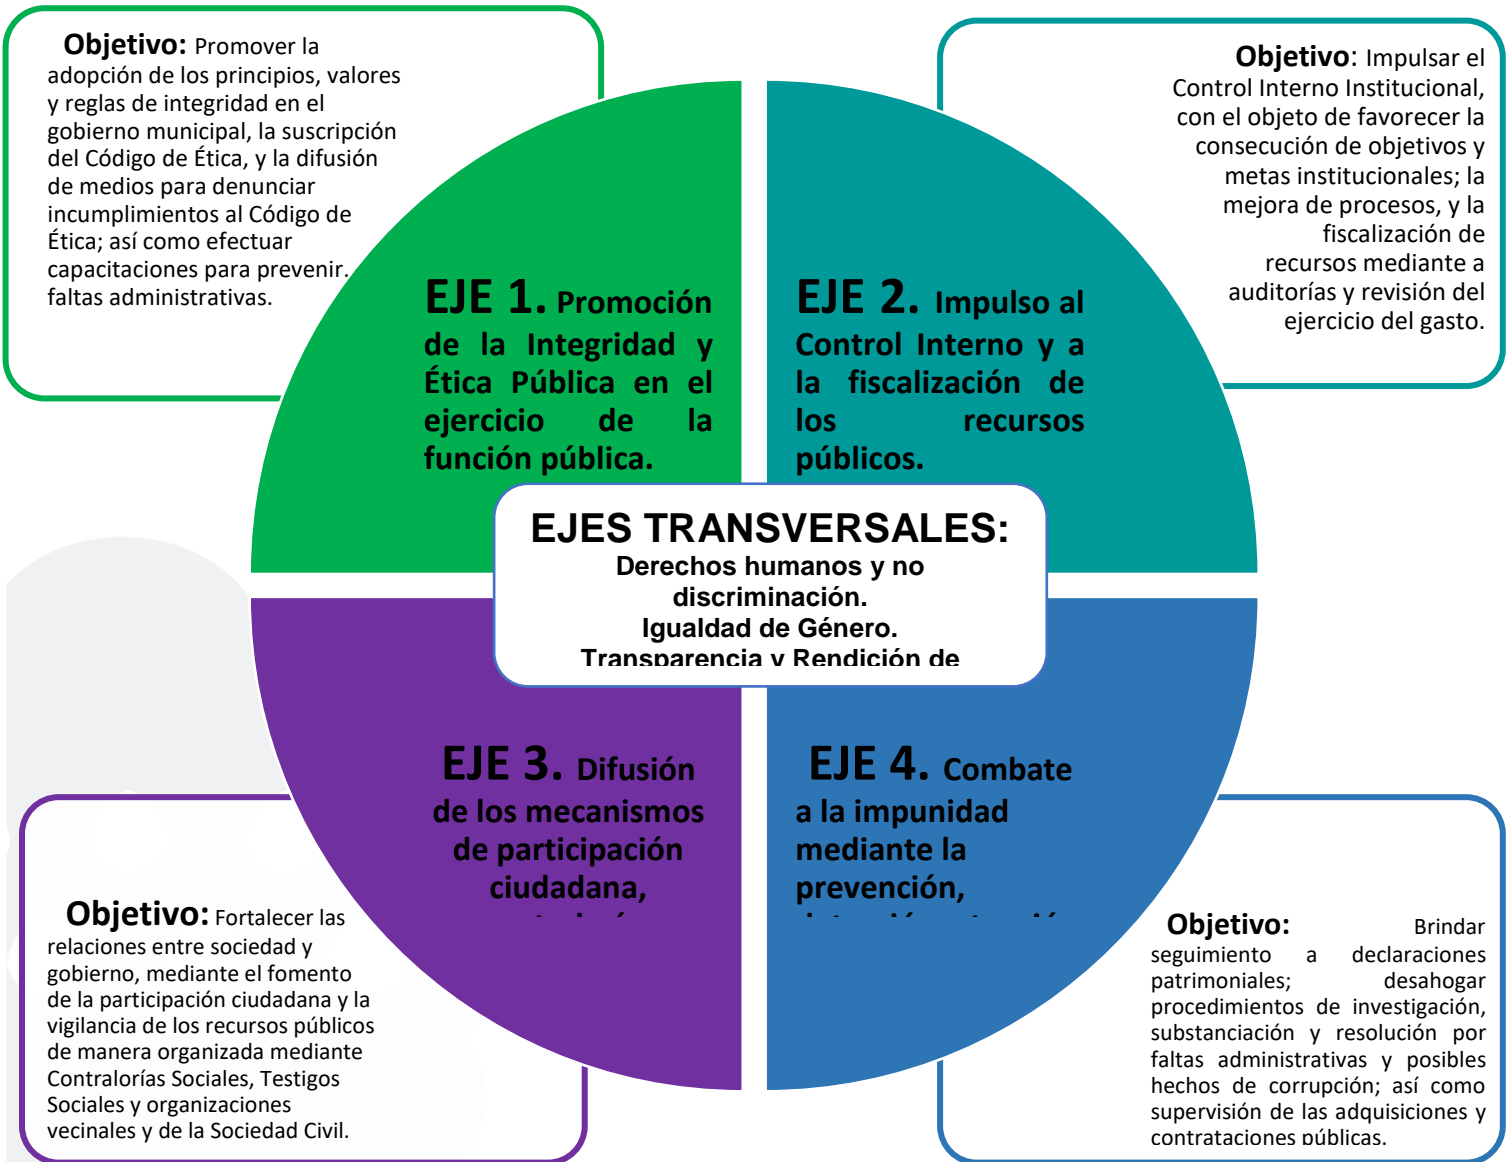 Objetivo: Promover la
adopción de los principios, valores
y reglas de integridad en el
gobierno municipal, la suscripción
del Código de Ética, y la difusión
de medios para denunciar
incumplimientos al Código de
Ética; así como efectuar
capacitaciones para prevenir.
faltas administrativas.
Objetivo: Impulsar el
Control Interno Institucional,
con el objeto de favorecer la
consecución de objetivos y
metas institucionales; la
mejora de procesos, y la
fiscalización de
recursos mediante a
auditorías y revisión del
ejercicio del gasto.
EJE 1. Promoción
de la Integridad y
Ética Pública en el
ejercicio de la
función pública.
EJE 2. Impulso al
Control Interno y a
la fiscalización de
los recursos
públicos.
EJES TRANSVERSALES:
Derechos humanos y no
discriminación.
Igualdad de Género.
Transparencia y Rendición de
EJE 3. Difusión
de los mecanismos
de participación
ciudadana,
EJE 4. Combate
a la impunidad
mediante la
prevención,
Objetivo: Fortalecer las
relaciones entre sociedad y
gobierno, mediante el fomento
de la participación ciudadana y la
vigilancia de los recursos públicos
de manera organizada mediante
Contralorías Sociales, Testigos
Sociales y organizaciones
vecinales y de la Sociedad Civil.
Objetivo: Brindar
seguimiento a declaraciones
patrimoniales; desahogar
procedimientos de investigación,
substanciación y resolución por
faltas administrativas y posibles
hechos de corrupción; así como
supervisión de las adquisiciones y
contrataciones públicas.